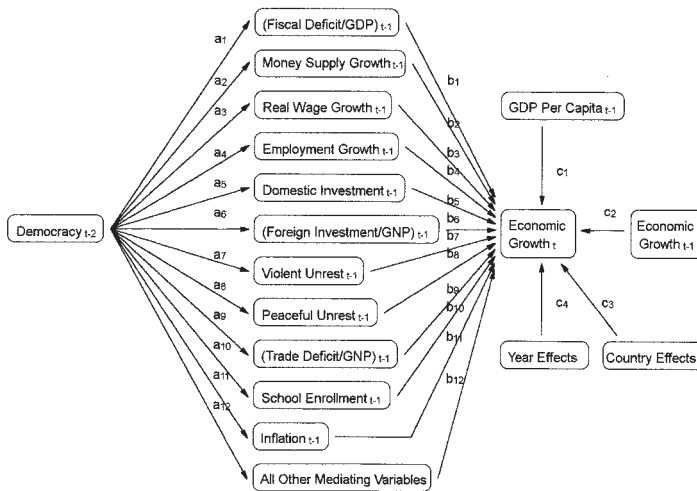 Democracy t-2
a1
a2
a3
a4
a5
a6
a7
a8
a9
a10
a11
a12
(Fiscal Deficit/GDP) t-1
Money Supply Growth t-1
Real Wage Growth t-1
Employment Growth t-1
Domestic Investment t-1
(Foreign Investment/GNP) t-1
Violent Unrest t-1
Peaceful Unrest t-1
(Trade Deficit/GNP) t-1
School Enrollment t-1
Inflation t-1
All Other Mediating Variables
b1
b2
b3
b4
b5
b6
b7
b8
b9
b10
b11
b12
GDP Per Capita t-1
c1
Economic
Growth t
c2
Economic
Growth t-1
c4
c3
Year Effects
Country Effects